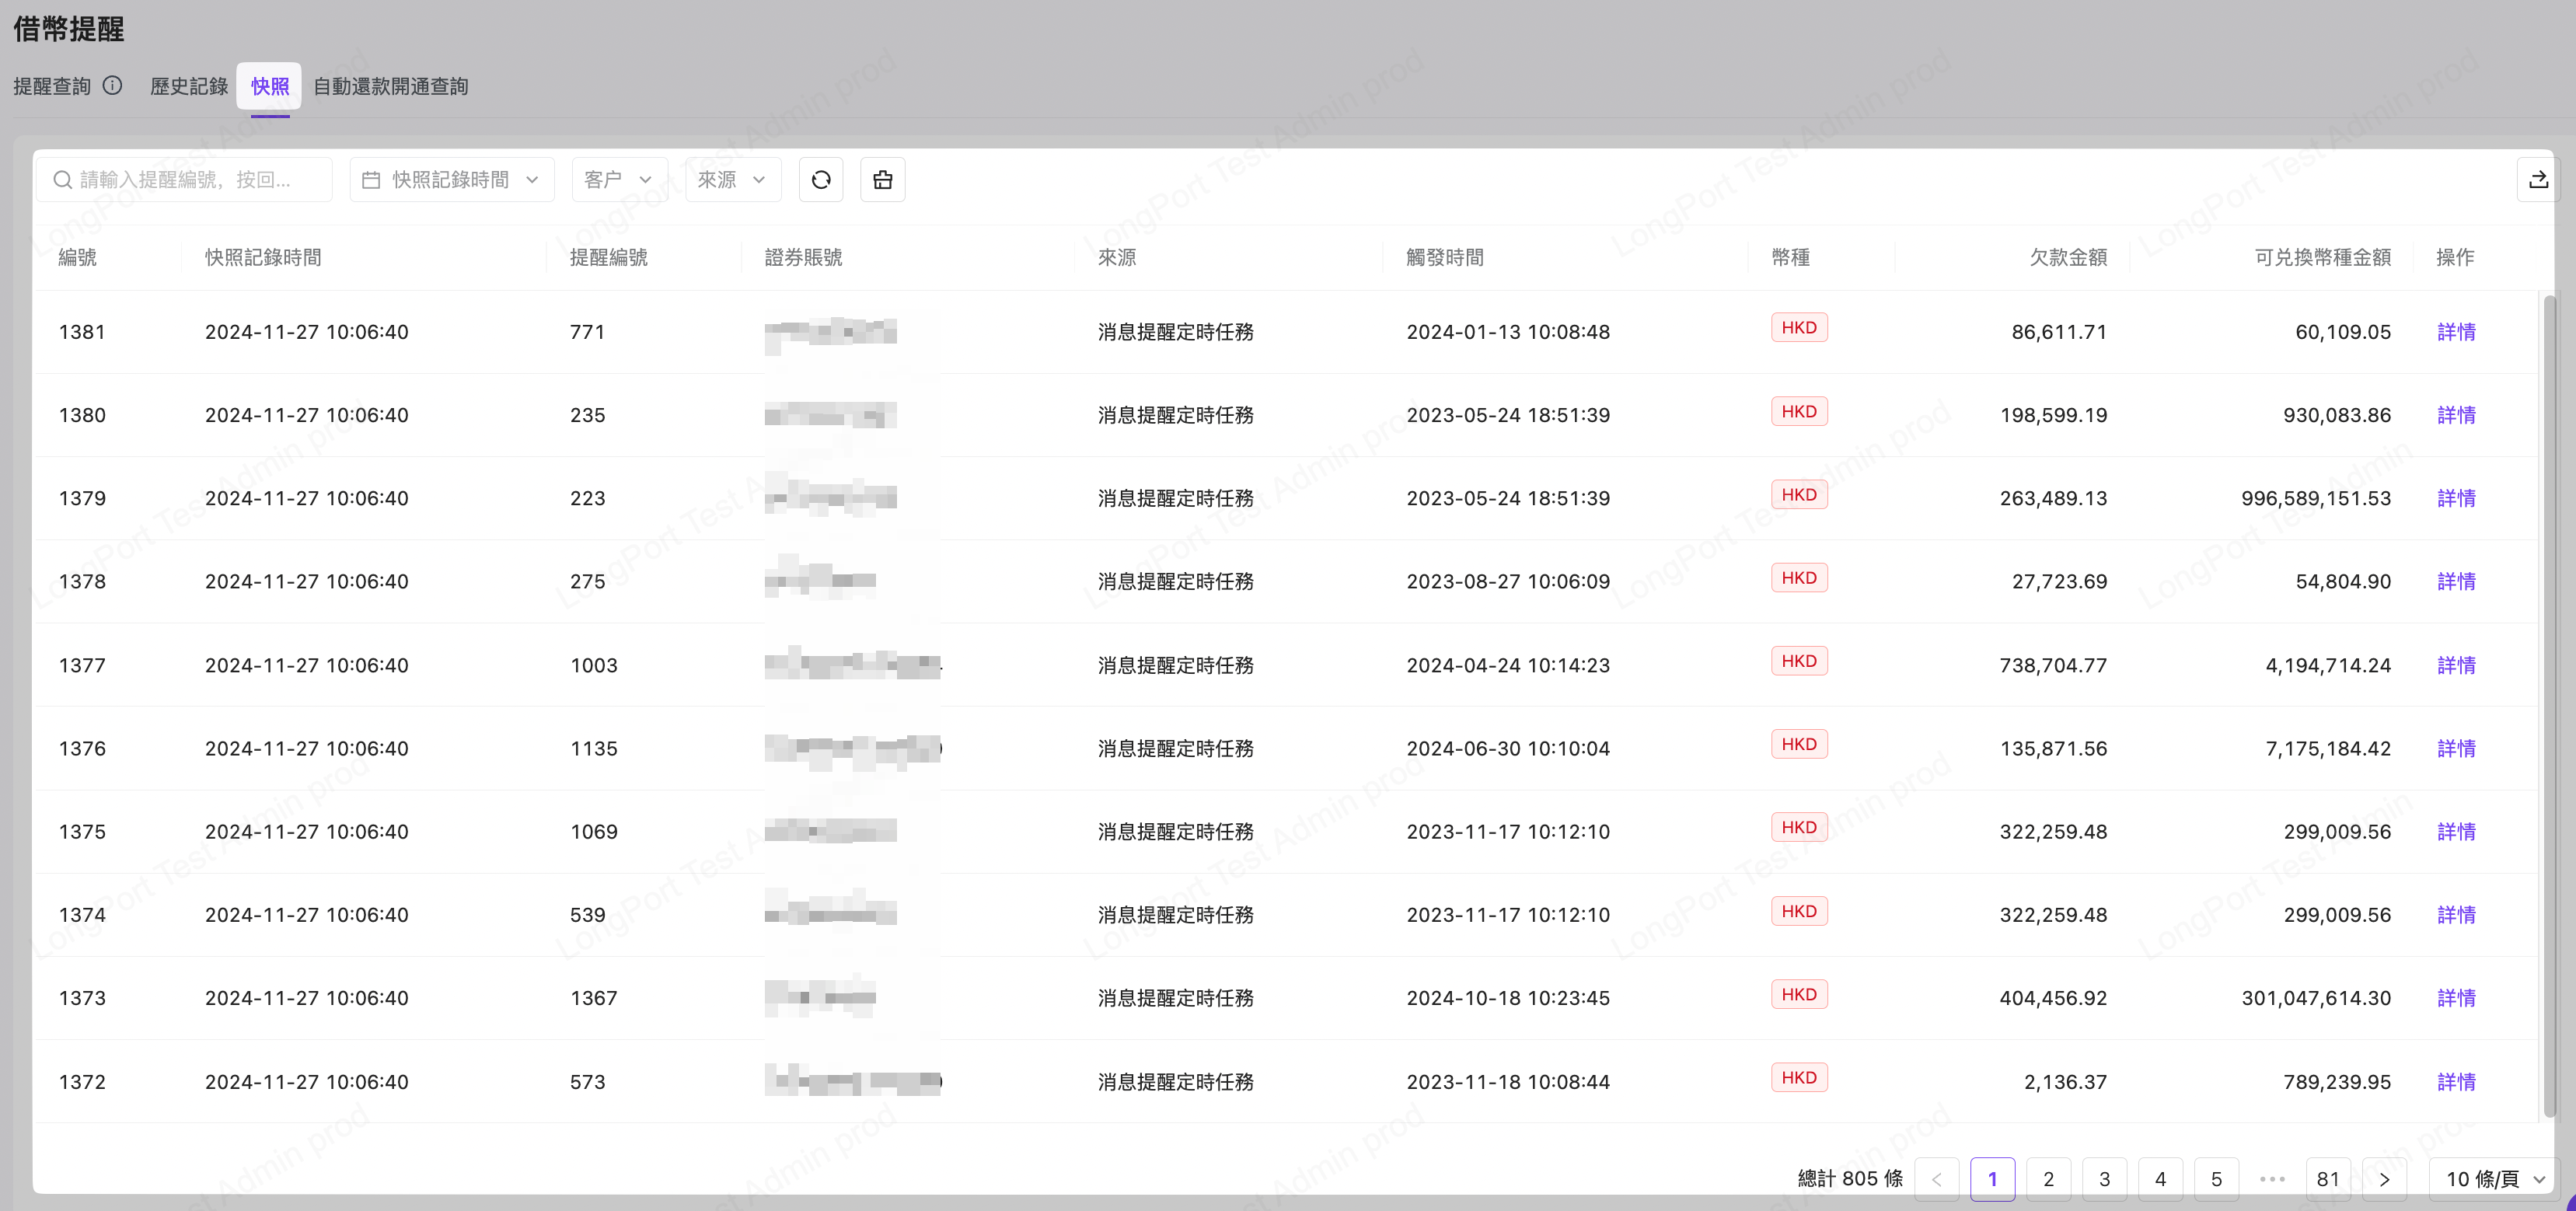 借幣提醒
提醒查詢 歷史記錄 快照 自動還款開通查詢
請輸入提醒編號，按回... 快照記錄時間 客户 來源
編號 快照記錄時間 提醒編號 證券賬號 來源 觸發時間 幣種 欠款金額 可兑換幣種金額 操作
1381 2024-11-27 10:06:40 771 消息提醒定時任務 2024-01-13 10:08:48 HKD 86,611.71 60,109.05 詳情
1380 2024-11-27 10:06:40 235 消息提醒定時任務 2023-05-24 18:51:39 HKD 198,599.19 930,083.86 詳情
1379 2024-11-27 10:06:40 223 消息提醒定時任務 2023-05-24 18:51:39 HKD 263,489.13 996,589,151.53 詳情
1378 2024-11-27 10:06:40 275 消息提醒定時任務 2023-08-27 10:06:09 HKD 27,723.69 54,804.90 詳情
1377 2024-11-27 10:06:40 1003 消息提醒定時任務 2024-04-24 10:14:23 HKD 738,704.77 4,194,714.24 詳情
1376 2024-11-27 10:06:40 1135 消息提醒定時任務 2024-06-30 10:10:04 HKD 135,871.56 7,175,184.42 詳情
1375 2024-11-27 10:06:40 1069 消息提醒定時任務 2023-11-17 10:12:10 HKD 322,259.48 299,009.56 詳情
1374 2024-11-27 10:06:40 539 消息提醒定時任務 2023-11-17 10:12:10 HKD 322,259.48 299,009.56 詳情
1373 2024-11-27 10:06:40 1367 消息提醒定時任務 2024-10-18 10:23:45 HKD 404,456.92 301,047,614.30 詳情
1372 2024-11-27 10:06:40 573 消息提醒定時任務 2023-11-18 10:08:44 HKD 2,136.37 789,239.95 詳情
總計 805 條 < 1 2 3 4 5 ••• 81 > 10 條/頁
LongPort Test Admin prod